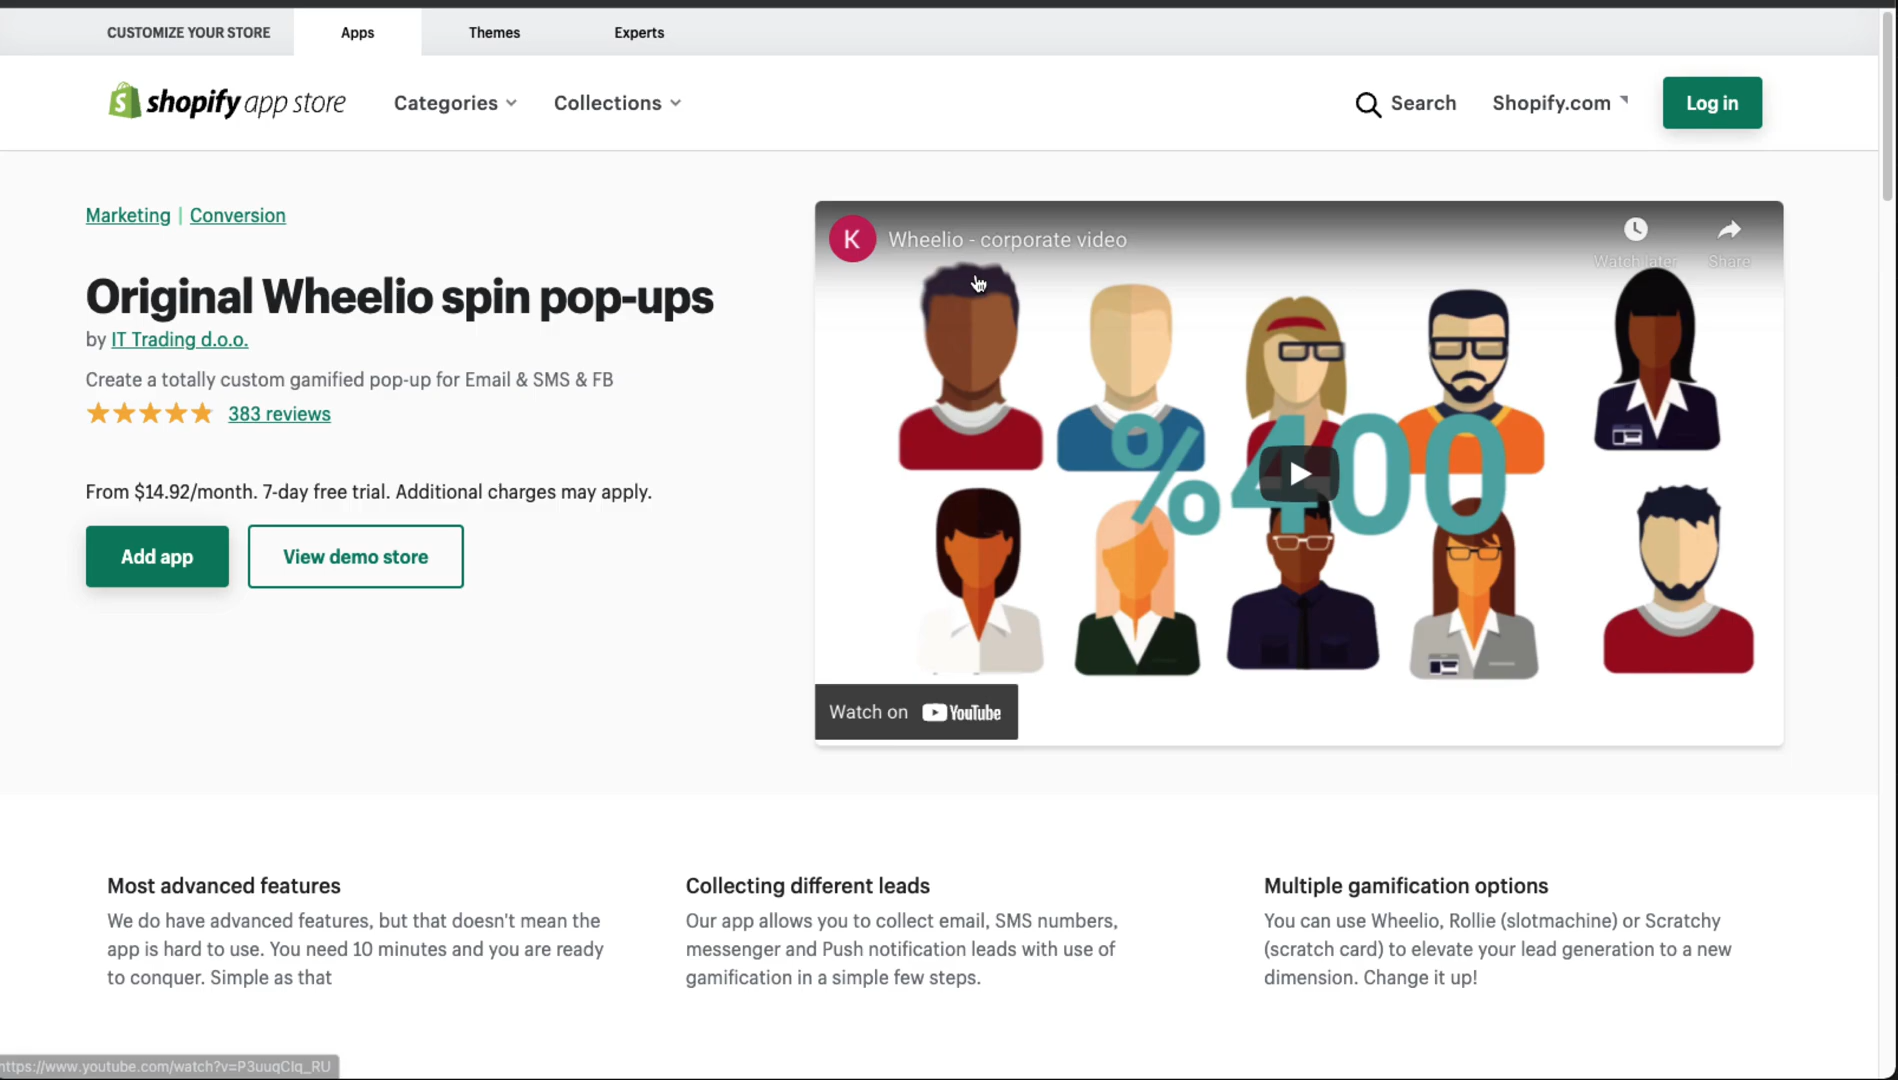 CUSTOMIZE YOUR STORE Apps Themes Experts
shopify app store Categories Collections Search Shopify.com Log in
Marketing | Conversion
Original Wheelio spin pop-ups
by IT Trading d.o.o.
Create a totally custom gamified pop-up for Email & SMS & FB
383 reviews
From $14.92/month. 7-day free trial. Additional charges may apply.
Add app View demo store
K Wheelio - corporate video
Watch later Share
%400
Watch on YouTube
Most advanced features
We do have advanced features, but that doesn't mean the
app is hard to use. You need 10 minutes and you are ready
to conquer. Simple as that
Collecting different leads
Our app allows you to collect email, SMS numbers,
messenger and Push notification leads with use of
gamification in a simple few steps.
Multiple gamification options
You can use Wheelio, Rollie (slotmachine) or Scratchy
(scratch card) to elevate your lead generation to a new
dimension. Change it up!